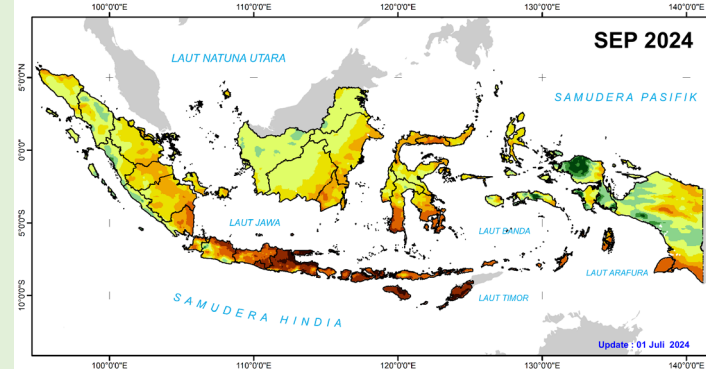 100°0'0"E 110°0'0"E 120°0'0"E 130°0'0"E 140°0'0"E
SEP 2024
LAUT NATUNA UTARA
5°0'0"N
SAMUDERA PASIFIK
0°0'0"
5°0'0"S
LAUT JAWA
LAUT BANDA
LAUT ARAFURA
10°0'0"S
SAMUDERA HINDIA
LAUT TIMOR
Update : 01 Juli 2024
100°0'0"E 110°0'0"E 120°0'0"E 130°0'0"E 140°0'0"E